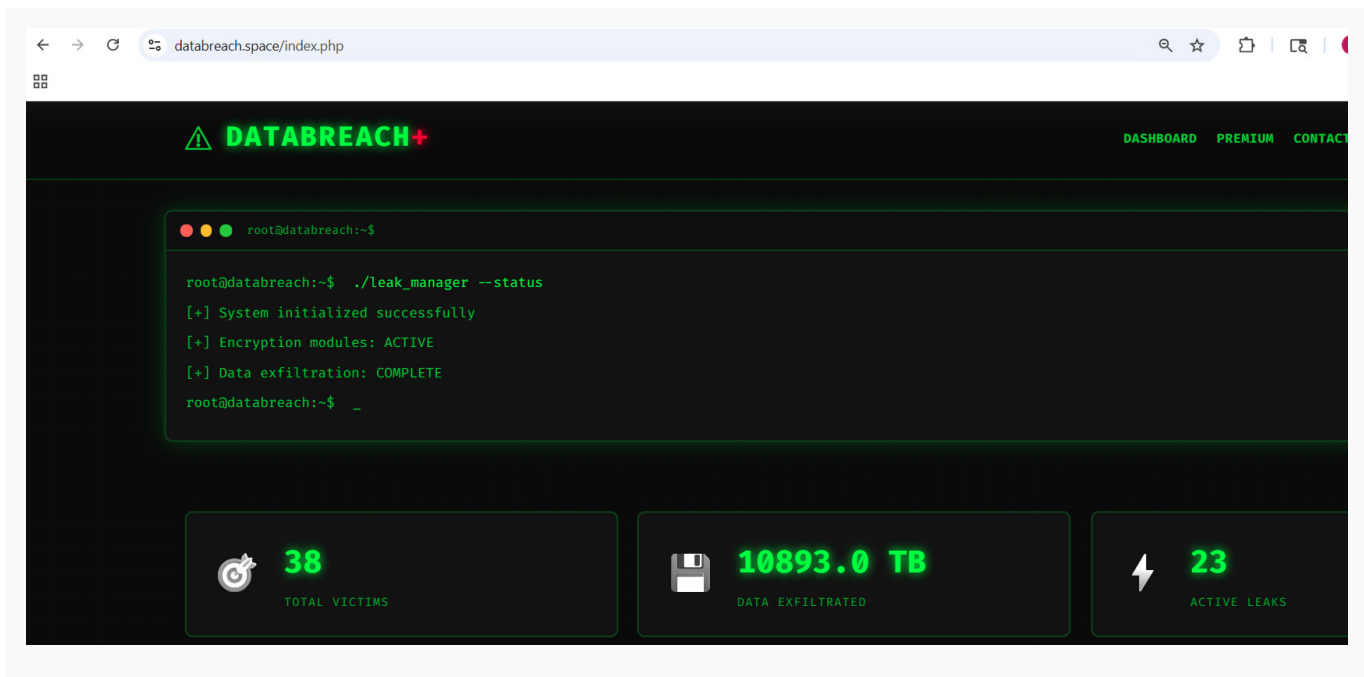 databreach.space/index.php
DATABREACH+
DASHBOARD PREMIUM CONTACT
root@databreach:~$
root@databreach:~$ ./leak_manager --status
[+] System initialized successfully
[+] Encryption modules: ACTIVE
[+] Data exfiltration: COMPLETE
root@databreach:~$ _
38
TOTAL VICTIMS
10893.0 TB
DATA EXFILTRATED
23
ACTIVE LEAKS